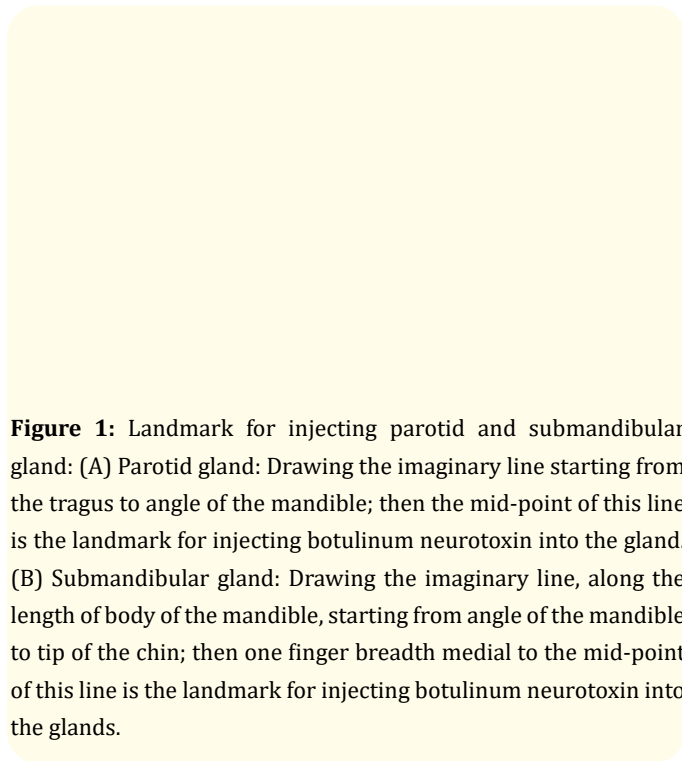 Figure 1: Landmark for injecting parotid and submandibular
gland: (A) Parotid gland: Drawing the imaginary line starting from
the tragus to angle of the mandible; then the mid-point of this line
is the landmark for injecting botulinum neurotoxin into the gland.
(B) Submandibular gland: Drawing the imaginary line, along the
length of body of the mandible, starting from angle of the mandible
to tip of the chin; then one finger breadth medial to the mid-point
of this line is the landmark for injecting botulinum neurotoxin into
the glands.